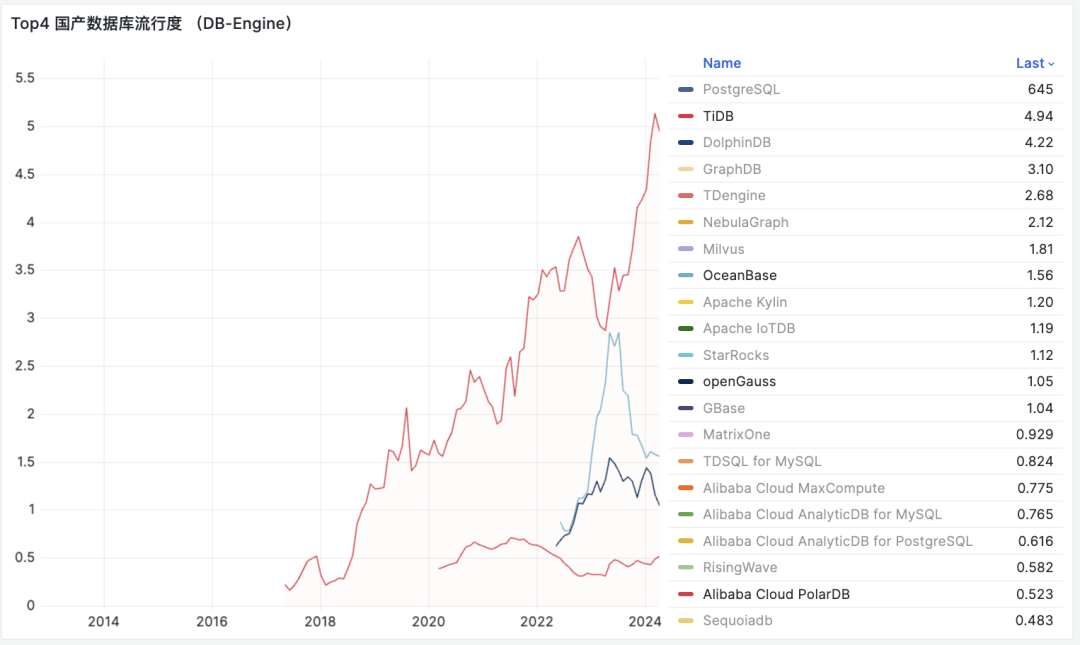 Top4 国产数据库流行度 （DB-Engine）
Name Last
5.5
5
4.5
4
3.5
3
2.5
2
1.5
1
0.5
0
2014 2016 2018 2020 2022 2024
PostgreSQL 645
TiDB 4.94
DolphinDB 4.22
GraphDB 3.10
TDengine 2.68
NebulaGraph 2.12
Milvus 1.81
OceanBase 1.56
Apache Kylin 1.20
Apache IoTDB 1.19
StarRocks 1.12
openGauss 1.05
GBase 1.04
MatrixOne 0.929
TDSQL for MySQL 0.824
Alibaba Cloud MaxCompute 0.775
Alibaba Cloud AnalyticDB for MySQL 0.765
Alibaba Cloud AnalyticDB for PostgreSQL 0.616
RisingWave 0.582
Alibaba Cloud PolarDB 0.523
Sequoiadb 0.483